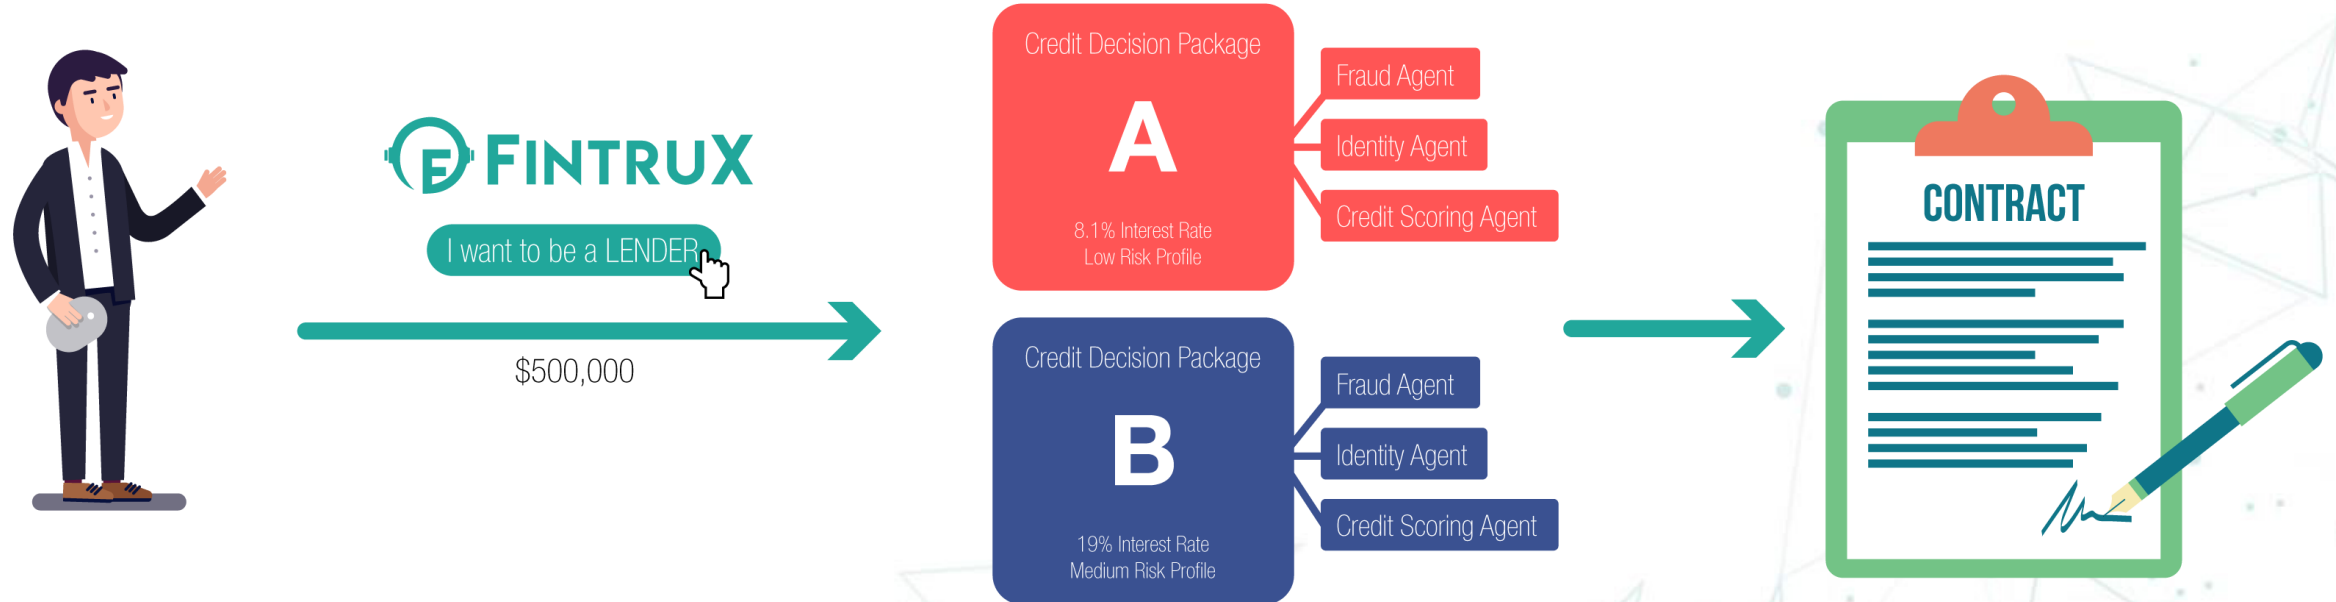 FINTRUX
I want to be a LENDER
$500,000
Credit Decision Package
A
8.1% Interest Rate
Low Risk Profile
Fraud Agent
Identity Agent
Credit Scoring Agent
Credit Decision Package
B
19% Interest Rate
Medium Risk Profile
Fraud Agent
Identity Agent
Credit Scoring Agent
CONTRACT